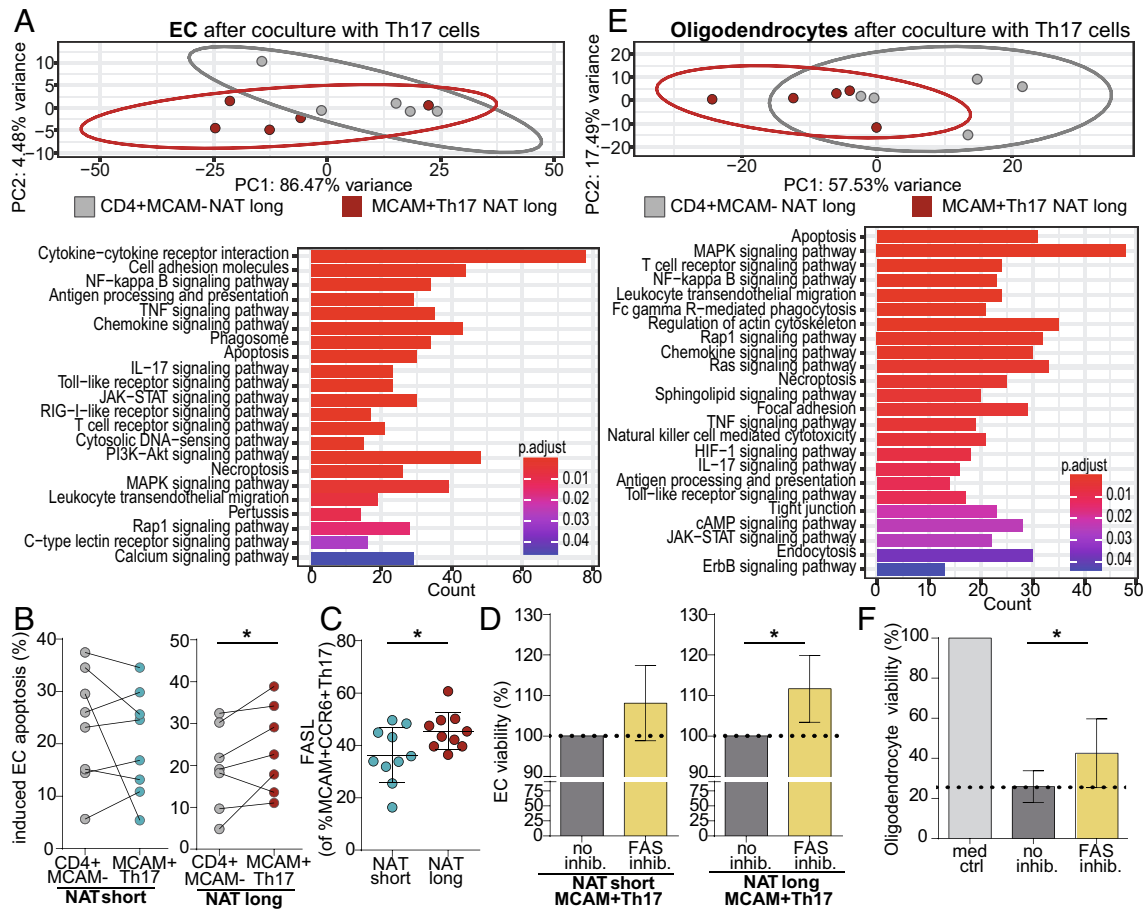 A
EC after coculture with Th17 cells
PC2: 4.48% variance
10
5
0
−5
−10
−50
−25
0
25
50
PC1: 86.47% variance
CD4+MCAM-NAT long
MCAM+Th17 NAT long
Cytokine−cytokine receptor interaction
Cell adhesion molecules
NF−kappa B signaling pathway
Antigen processing and presentation
TNF signaling pathway
Chemokine signaling pathway
Phagosome
Apoptosis
IL−17 signaling pathway
Toll−like receptor signaling pathway
JAK−STAT signaling pathway
RIG−I−like receptor signaling pathway
T cell receptor signaling pathway
Cytosolic DNA−sensing pathway
PI3K−Akt signaling pathway
Necroptosis
MAPK signaling pathway
Leukocyte transendothelial migration
Pertussis
Rap1 signaling pathway
C−type lectin receptor signaling pathway
Calcium signaling pathway
p.adjust
0.01
0.02
0.03
0.04
0
20
40
60
80
Count
E
Oligodendrocytes after coculture with Th17 cells
PC2: 17.49% variance
20
10
0
−10
−20
−20
0
20
PC1: 57.53% variance
CD4+MCAM- NAT long
MCAM+Th17 NAT long
Apoptosis
MAPK signaling pathway
T cell receptor signaling pathway
NF−kappa B signaling pathway
Leukocyte transendothelial migration
Fc gamma R−mediated phagocytosis
Regulation of actin cytoskeleton
Rap1 signaling pathway
Chemokine signaling pathway
Ras signaling pathway
Necroptosis
Sphingolipid signaling pathway
Focal adhesion
TNF signaling pathway
Natural killer cell mediated cytotoxicity
HIF−1 signaling pathway
IL−17 signaling pathway
Antigen processing and presentation
Toll−like receptor signaling pathway
Tight junction
cAMP signaling pathway
JAK−STAT signaling pathway
Endocytosis
ErbB signaling pathway
p.adjust
0.01
0.02
0.03
0.04
0
10
20
30
40
50
Count
B
induced EC apoptosis (%)
40
30
20
10
0
CD4+ MCAM+
MCAM- Th17
NAT short
50
40
30
20
10
0
*
CD4+ MCAM+
MCAM- Th17
NAT long
C
FASL
(of %MCAM+CCR6+Th17)
80
60
40
20
0
*
NAT NAT
short long
D
EC viability (%)
130
120
110
100
90
90
75
50
25
0
no FAS
inhib. inhib.
NAT short
MCAM+Th17
130
120
110
100
90
90
75
50
25
0
*
no FAS
inhib. inhib.
NAT long
MCAM+Th17
F
Oligodendrocyte viability (%)
100
80
60
40
20
0
*
med no FAS
ctrl inhib. inhib.